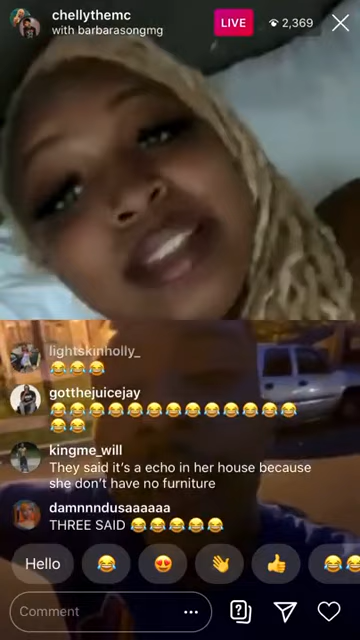 chellythemc
with barbarasongmg
LIVE
2,369
lightskinholly_
😂😂😂
gotthejuicejay
😂😂😂😂😂😂😂😂😂😂😂😂😂
😂😂
kingme_will
They said it's a echo in her house because
she don't have no furniture
damnnndusaaaaaa
THREE SAID 😂😂😂😂😂
Hello
Comment